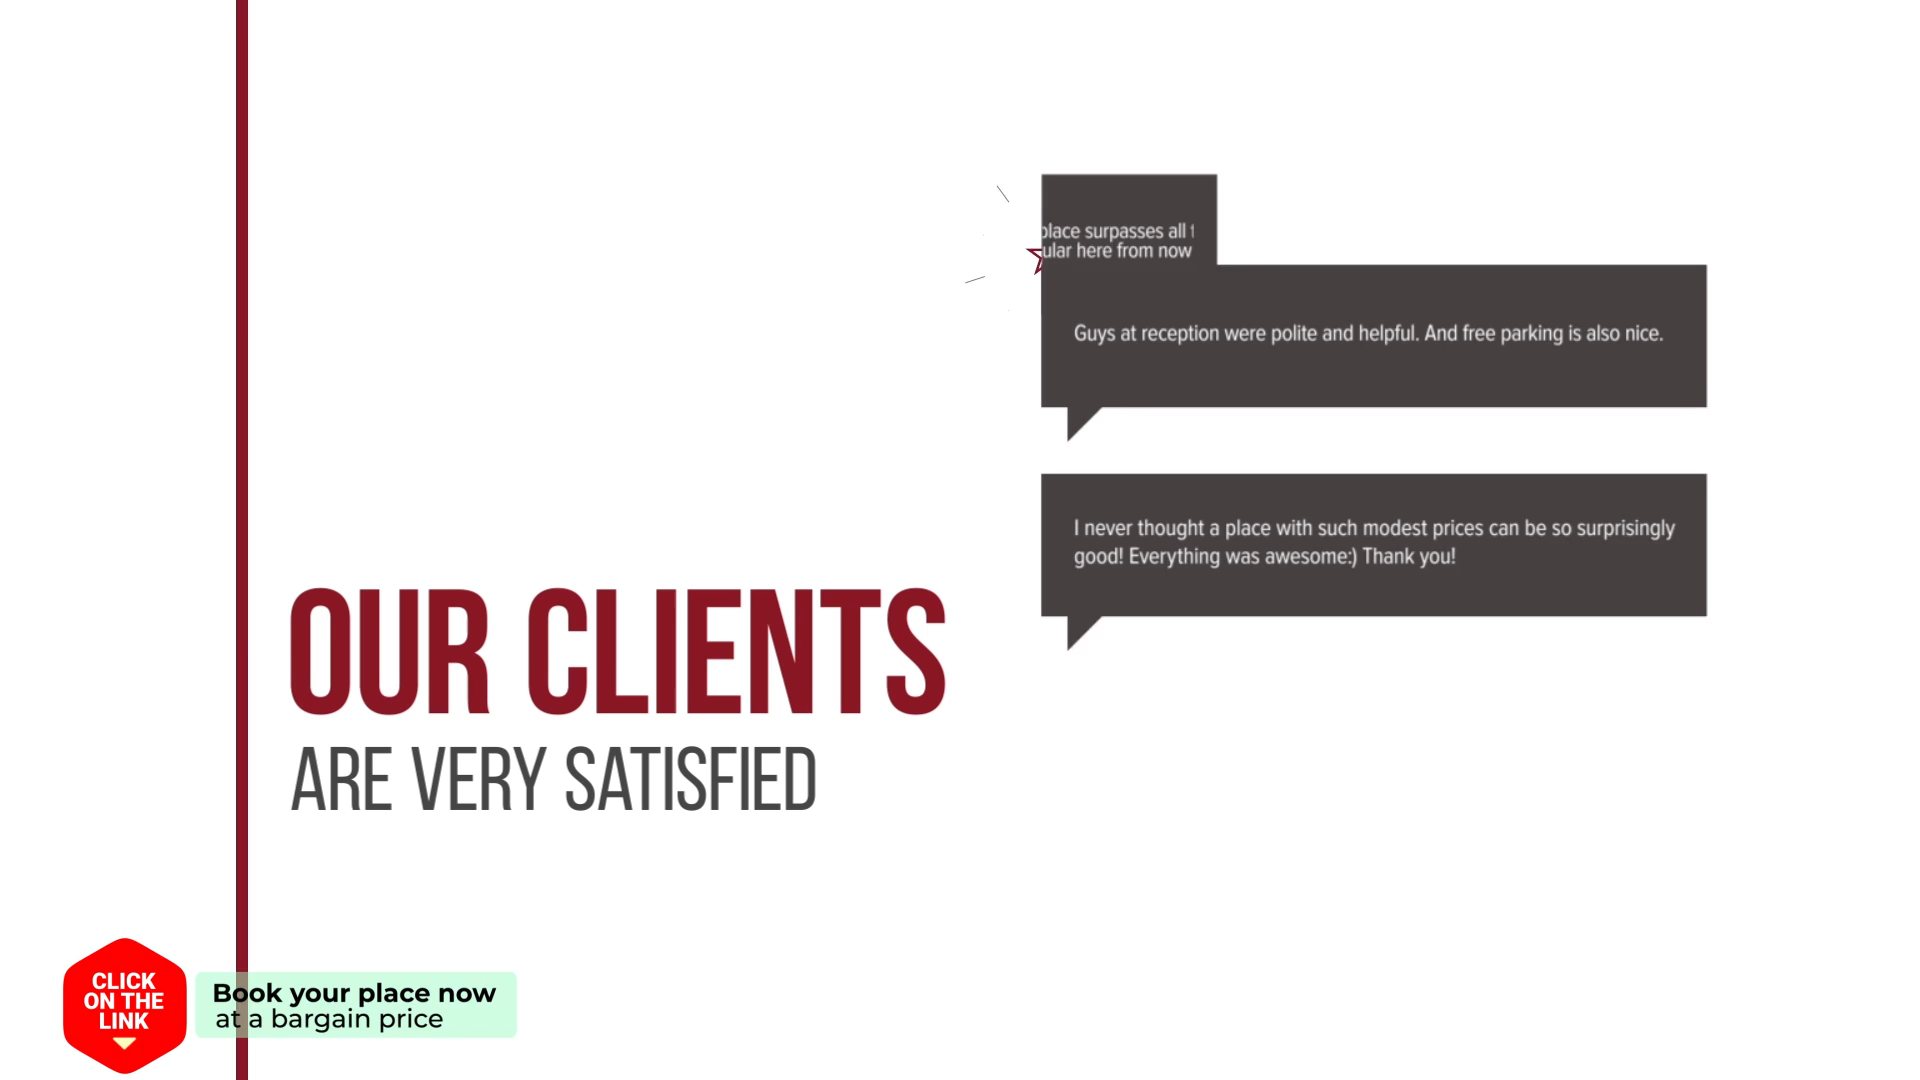 surpasses all
here from now
Guys at reception were polite and helpful. And free parking is also nice.
I never thought a place with such modest prices can be so surprisingly
good! Everything was awesome:) Thank you!
OUR CLIENTS
ARE VERY SATISFIED
CLICK
ON THE
LINK
Book your place now
at a bargain price